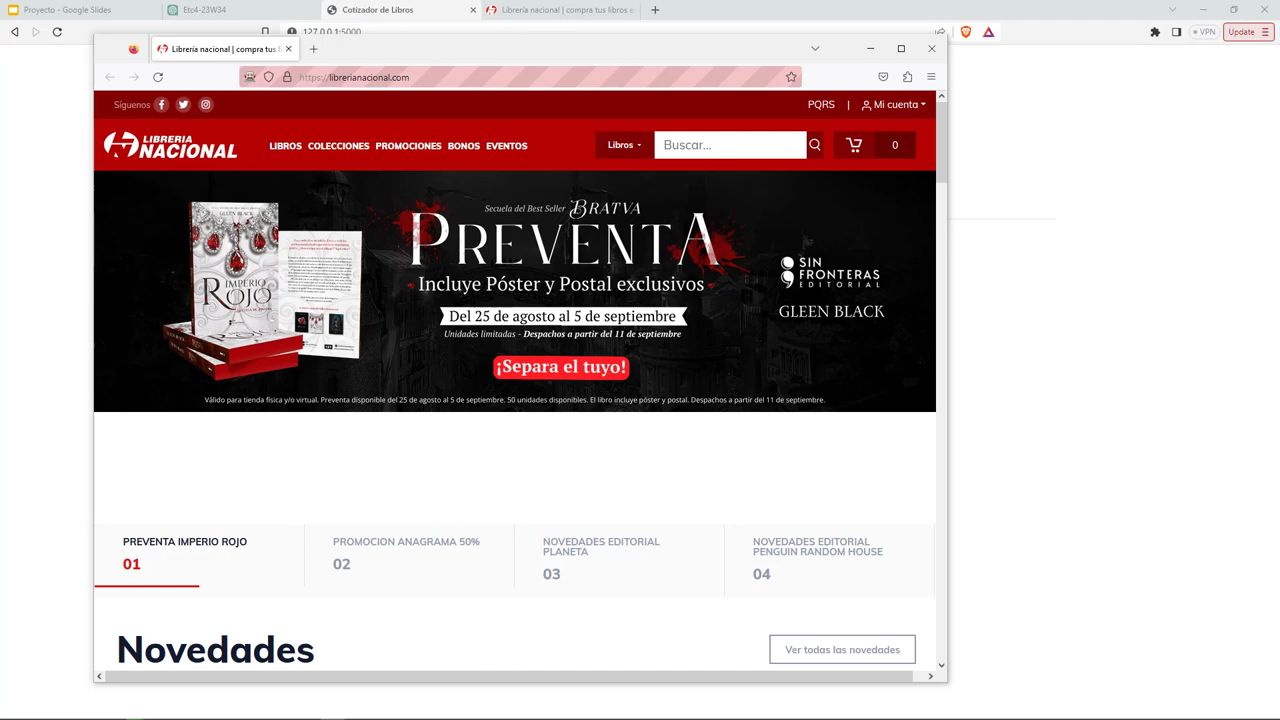 Proyecto - Google Slides
Etc4-23W34
Cotizador de Libros
Librería nacional | compra tus libros e
127.0.0.1:5000
VPN
Update
Librería nacional | compra tus li
https://librerianacional.com
Síguenos
PQRS | Mi cuenta
LIBRERIA
NACIONAL
LIBROS COLECCIONES PROMOCIONES BONOS EVENTOS
Libros
Buscar...
0
Secuela del Best Seller BRATVA
PREVENTA
Incluye Póster y Postal exclusivos
Del 25 de agosto al 5 de septiembre
Unidades limitadas - Despachos a partir del 11 de septiembre
¡Separa el tuyo!
SIN
FRONTERAS
EDITORIAL
GLEEN BLACK
GLEEN BLACK
IMPERIO
ROJO
Válido para tienda física y/o virtual. Preventa disponible del 25 de agosto al 5 de septiembre. 50 unidades disponibles. El libro incluye póster y postal. Despachos a partir del 11 de septiembre.
PREVENTA IMPERIO ROJO
01
PROMOCION ANAGRAMA 50%
02
NOVEDADES EDITORIAL
PLANETA
03
NOVEDADES EDITORIAL
PENGUIN RANDOM HOUSE
04
Novedades
Ver todas las novedades